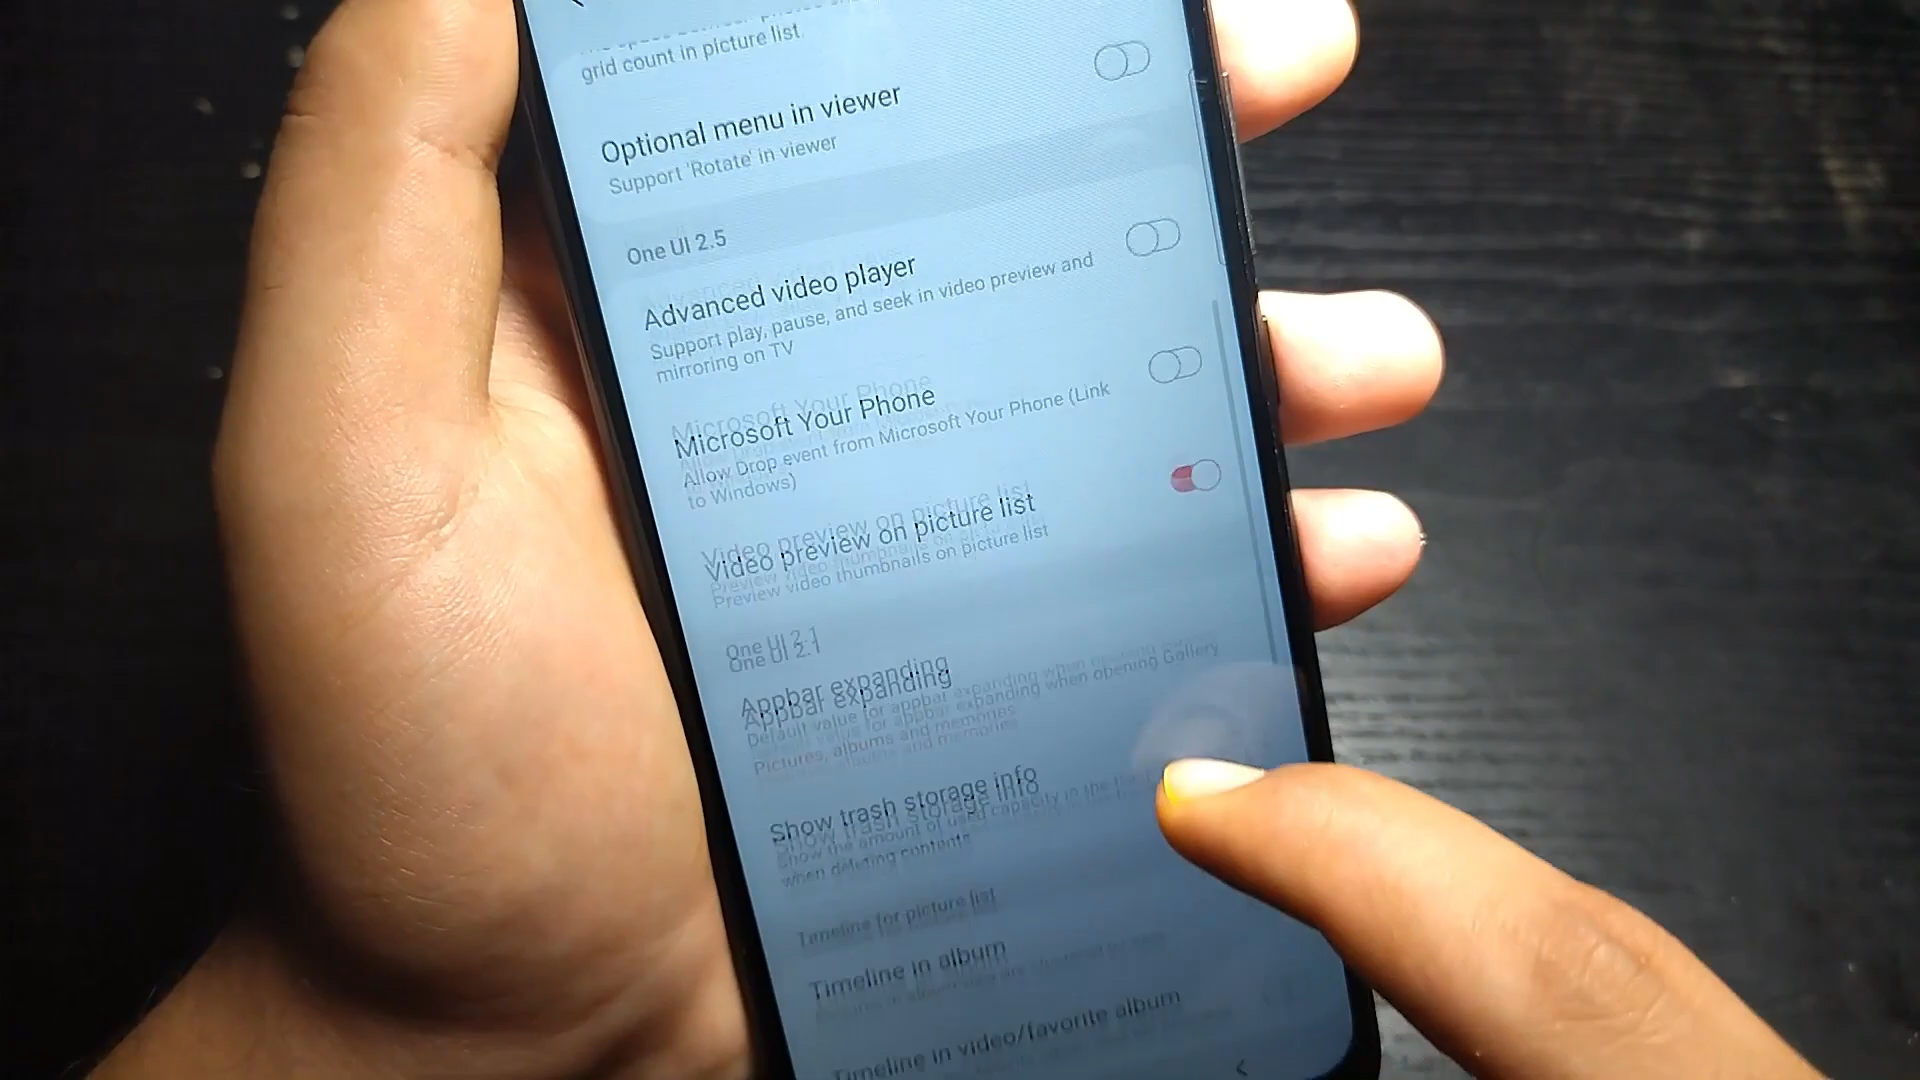 grid count in picture list
Optional menu in viewer
Support 'Rotate' in viewer
One UI 2.5
Advanced video player
Support play, pause, and seek in video preview and
mirroring on TV
Microsoft Your Phone
Allow Drop event from Microsoft Your Phone (Link
to Windows)
Video preview on picture list
Preview video thumbnails on picture list
One UI 2.1
Appbar expanding
Default value for appbar expanding when opening Gallery
Pictures, albums and memories
Show trash storage info
Show the amount of used capacity in the
when deleting contents
Timeline for picture list
Timeline in album
Timeline in video/favorite album